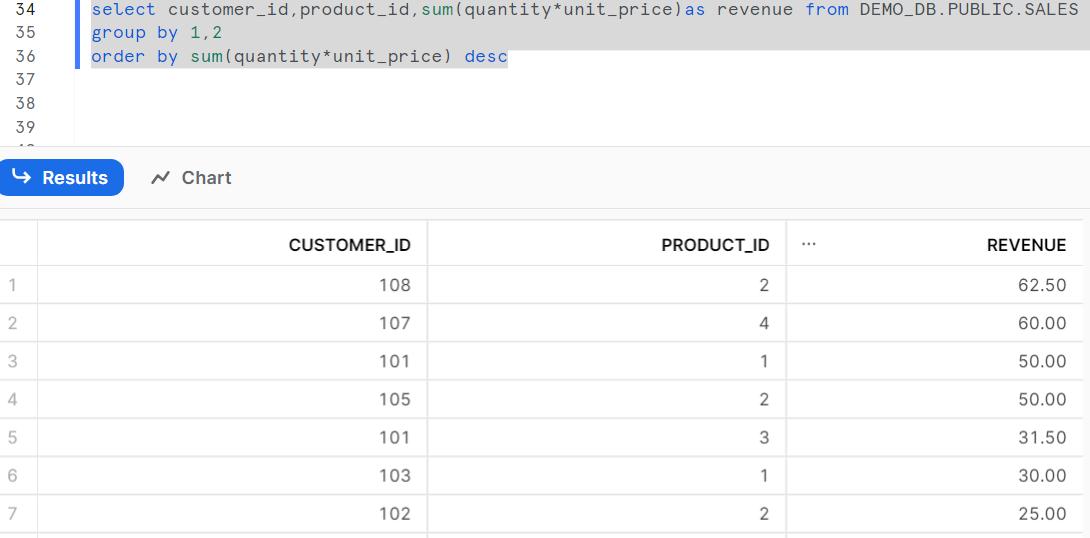 34 select customer_id,product_id,sum(quantity*unit_price)as revenue from DEMO_DB.PUBLIC.SALES
35 group by 1,2
36 order by sum(quantity*unit_price) desc
37
38
39
Results Chart
CUSTOMER_ID PRODUCT_ID ... REVENUE
1 108 2 62.50
2 107 4 60.00
3 101 1 50.00
4 105 2 50.00
5 101 3 31.50
6 103 1 30.00
7 102 2 25.00